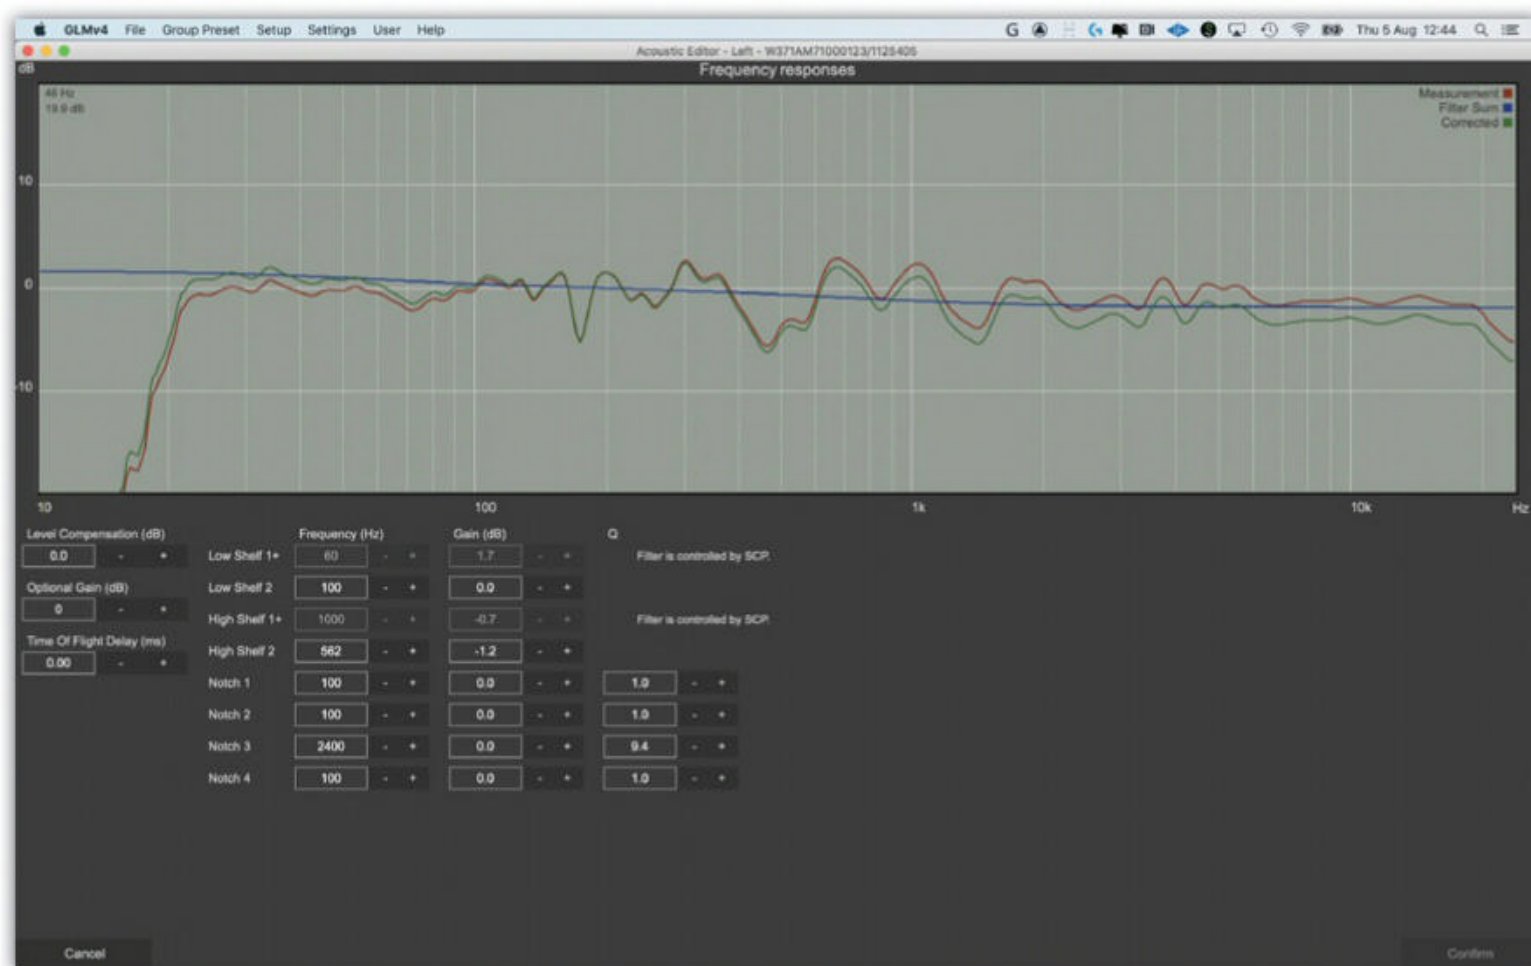 GLMv4 File Group Preset Setup Settings User Help Thu 5 Aug 12:44
Acoustic Editor - Left - W371AM71000123/1125405
dB Frequency responses
46 Hz
19.9 dB
Measurement
Filter Sum
Corrected
10
0
-10
10 100 1k 10k Hz
Level Compensation (dB) Frequency (Hz) Gain (dB) Q
0.0 - + Low Shelf 1+ 60 - + 1.7 - + Filter is controlled by SCP.
Optional Gain (dB) Low Shelf 2 100 - + 0.0 - +
0 - + High Shelf 1+ 1000 - + -0.7 - + Filter is controlled by SCP.
Time Of Flight Delay (ms) High Shelf 2 562 - + -1.2 - +
0.00 - +
Notch 1 100 - + 0.0 - + 1.0 - +
Notch 2 100 - + 0.0 - + 1.0 - +
Notch 3 2400 - + 0.0 - + 9.4 - +
Notch 4 100 - + 0.0 - + 1.0 - +
Cancel Confirm